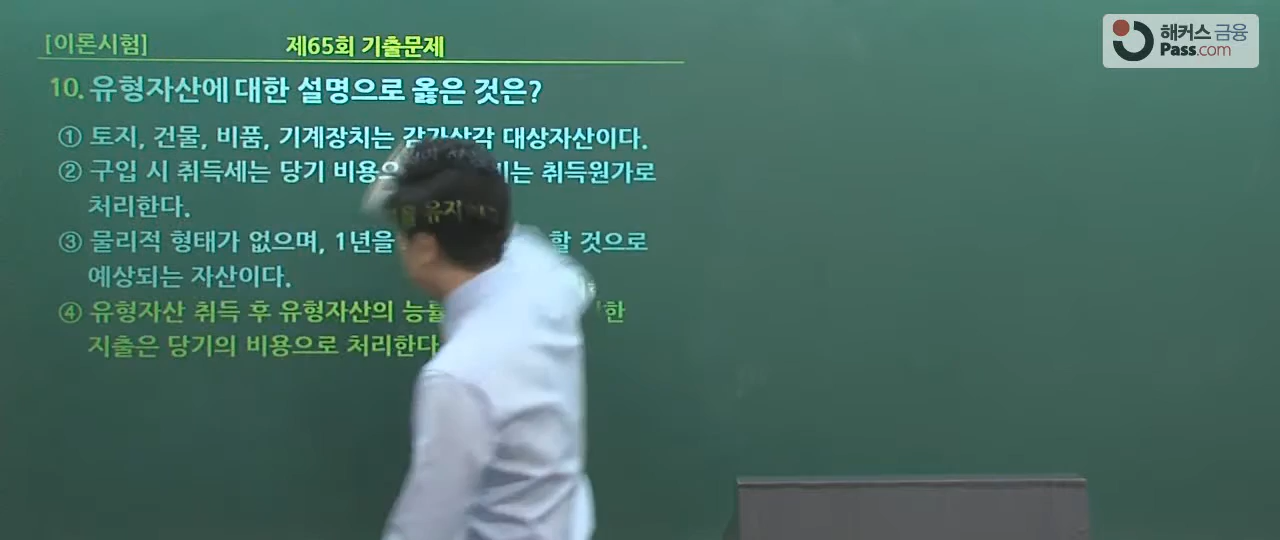 [이론시험] 제65회 기출문제
해커스 금융
Pass.com
10. 유형자산에 대한 설명으로 옳은 것은?
① 토지, 건물, 비품, 기계장치는 감가상각 대상자산이다.
② 구입 시 취득세는 당기 비용으 는 취득원가로
처리한다.
③ 물리적 형태가 없으며, 1년을 할 것으로
예상되는 자산이다.
④ 유형자산 취득 후 유형자산의 한
지출은 당기의 비용으로 처리한다